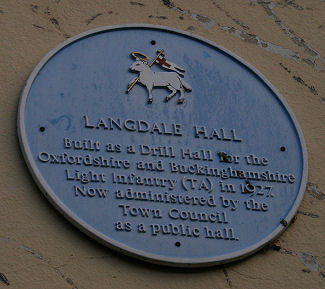 LANGDALE HALL
Built as a Drill Hall for the
Oxfordshire and Buckinghamshire
Light Infantry (TA) in 1927.
Now administered by the
Town Council
as a public hall.